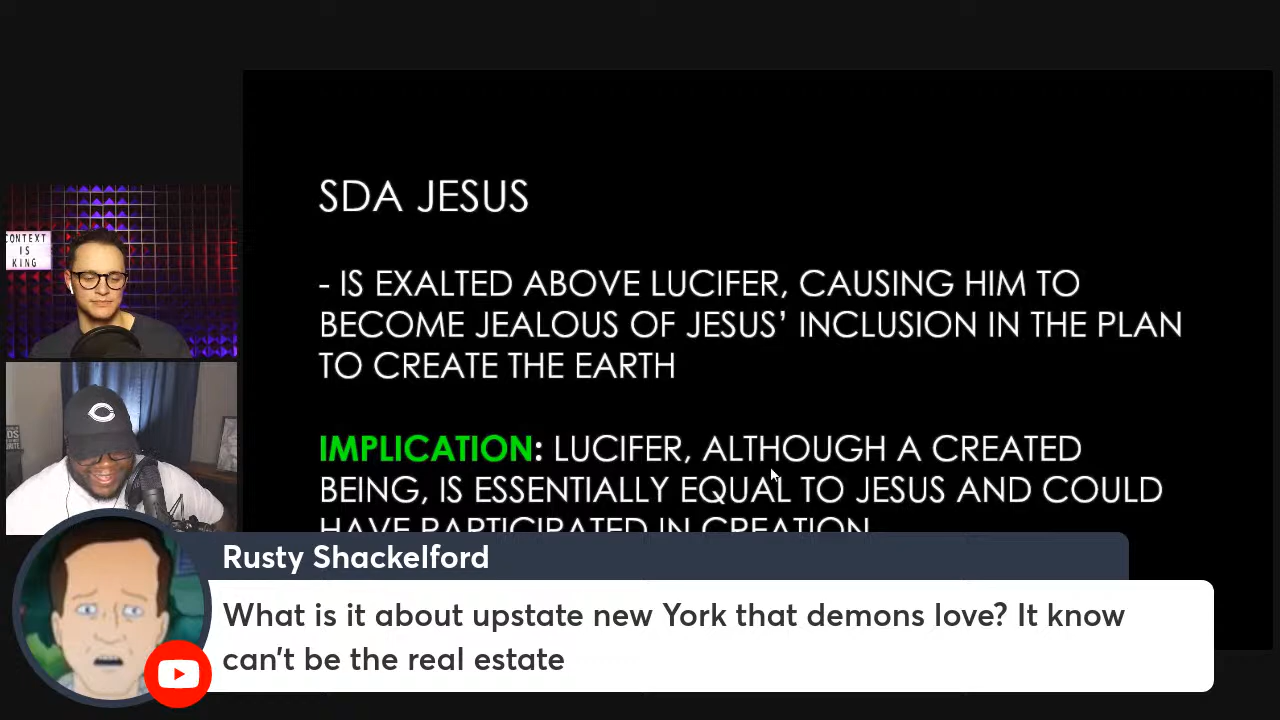 SDA JESUS
- IS EXALTED ABOVE LUCIFER, CAUSING HIM TO
BECOME JEALOUS OF JESUS’ INCLUSION IN THE PLAN
TO CREATE THE EARTH
IMPLICATION: LUCIFER, ALTHOUGH A CREATED
BEING, IS ESSENTIALLY EQUAL TO JESUS AND COULD
HAVE PARTICIPATED IN CREATION
CONTEXT
IS
KING
Rusty Shackelford
What is it about upstate new York that demons love? It know
can't be the real estate